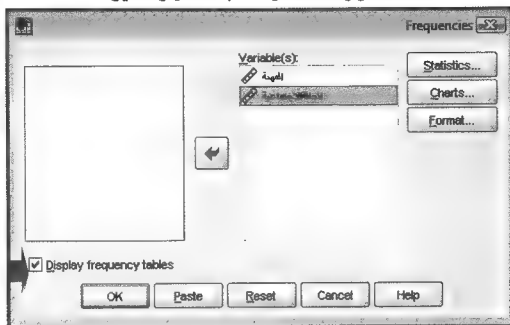 Frequencies
Variable(s):
المهنة
Statistics...
Charts...
Format...
Display frequency tables
OK
Paste
Reset
Cancel
Help